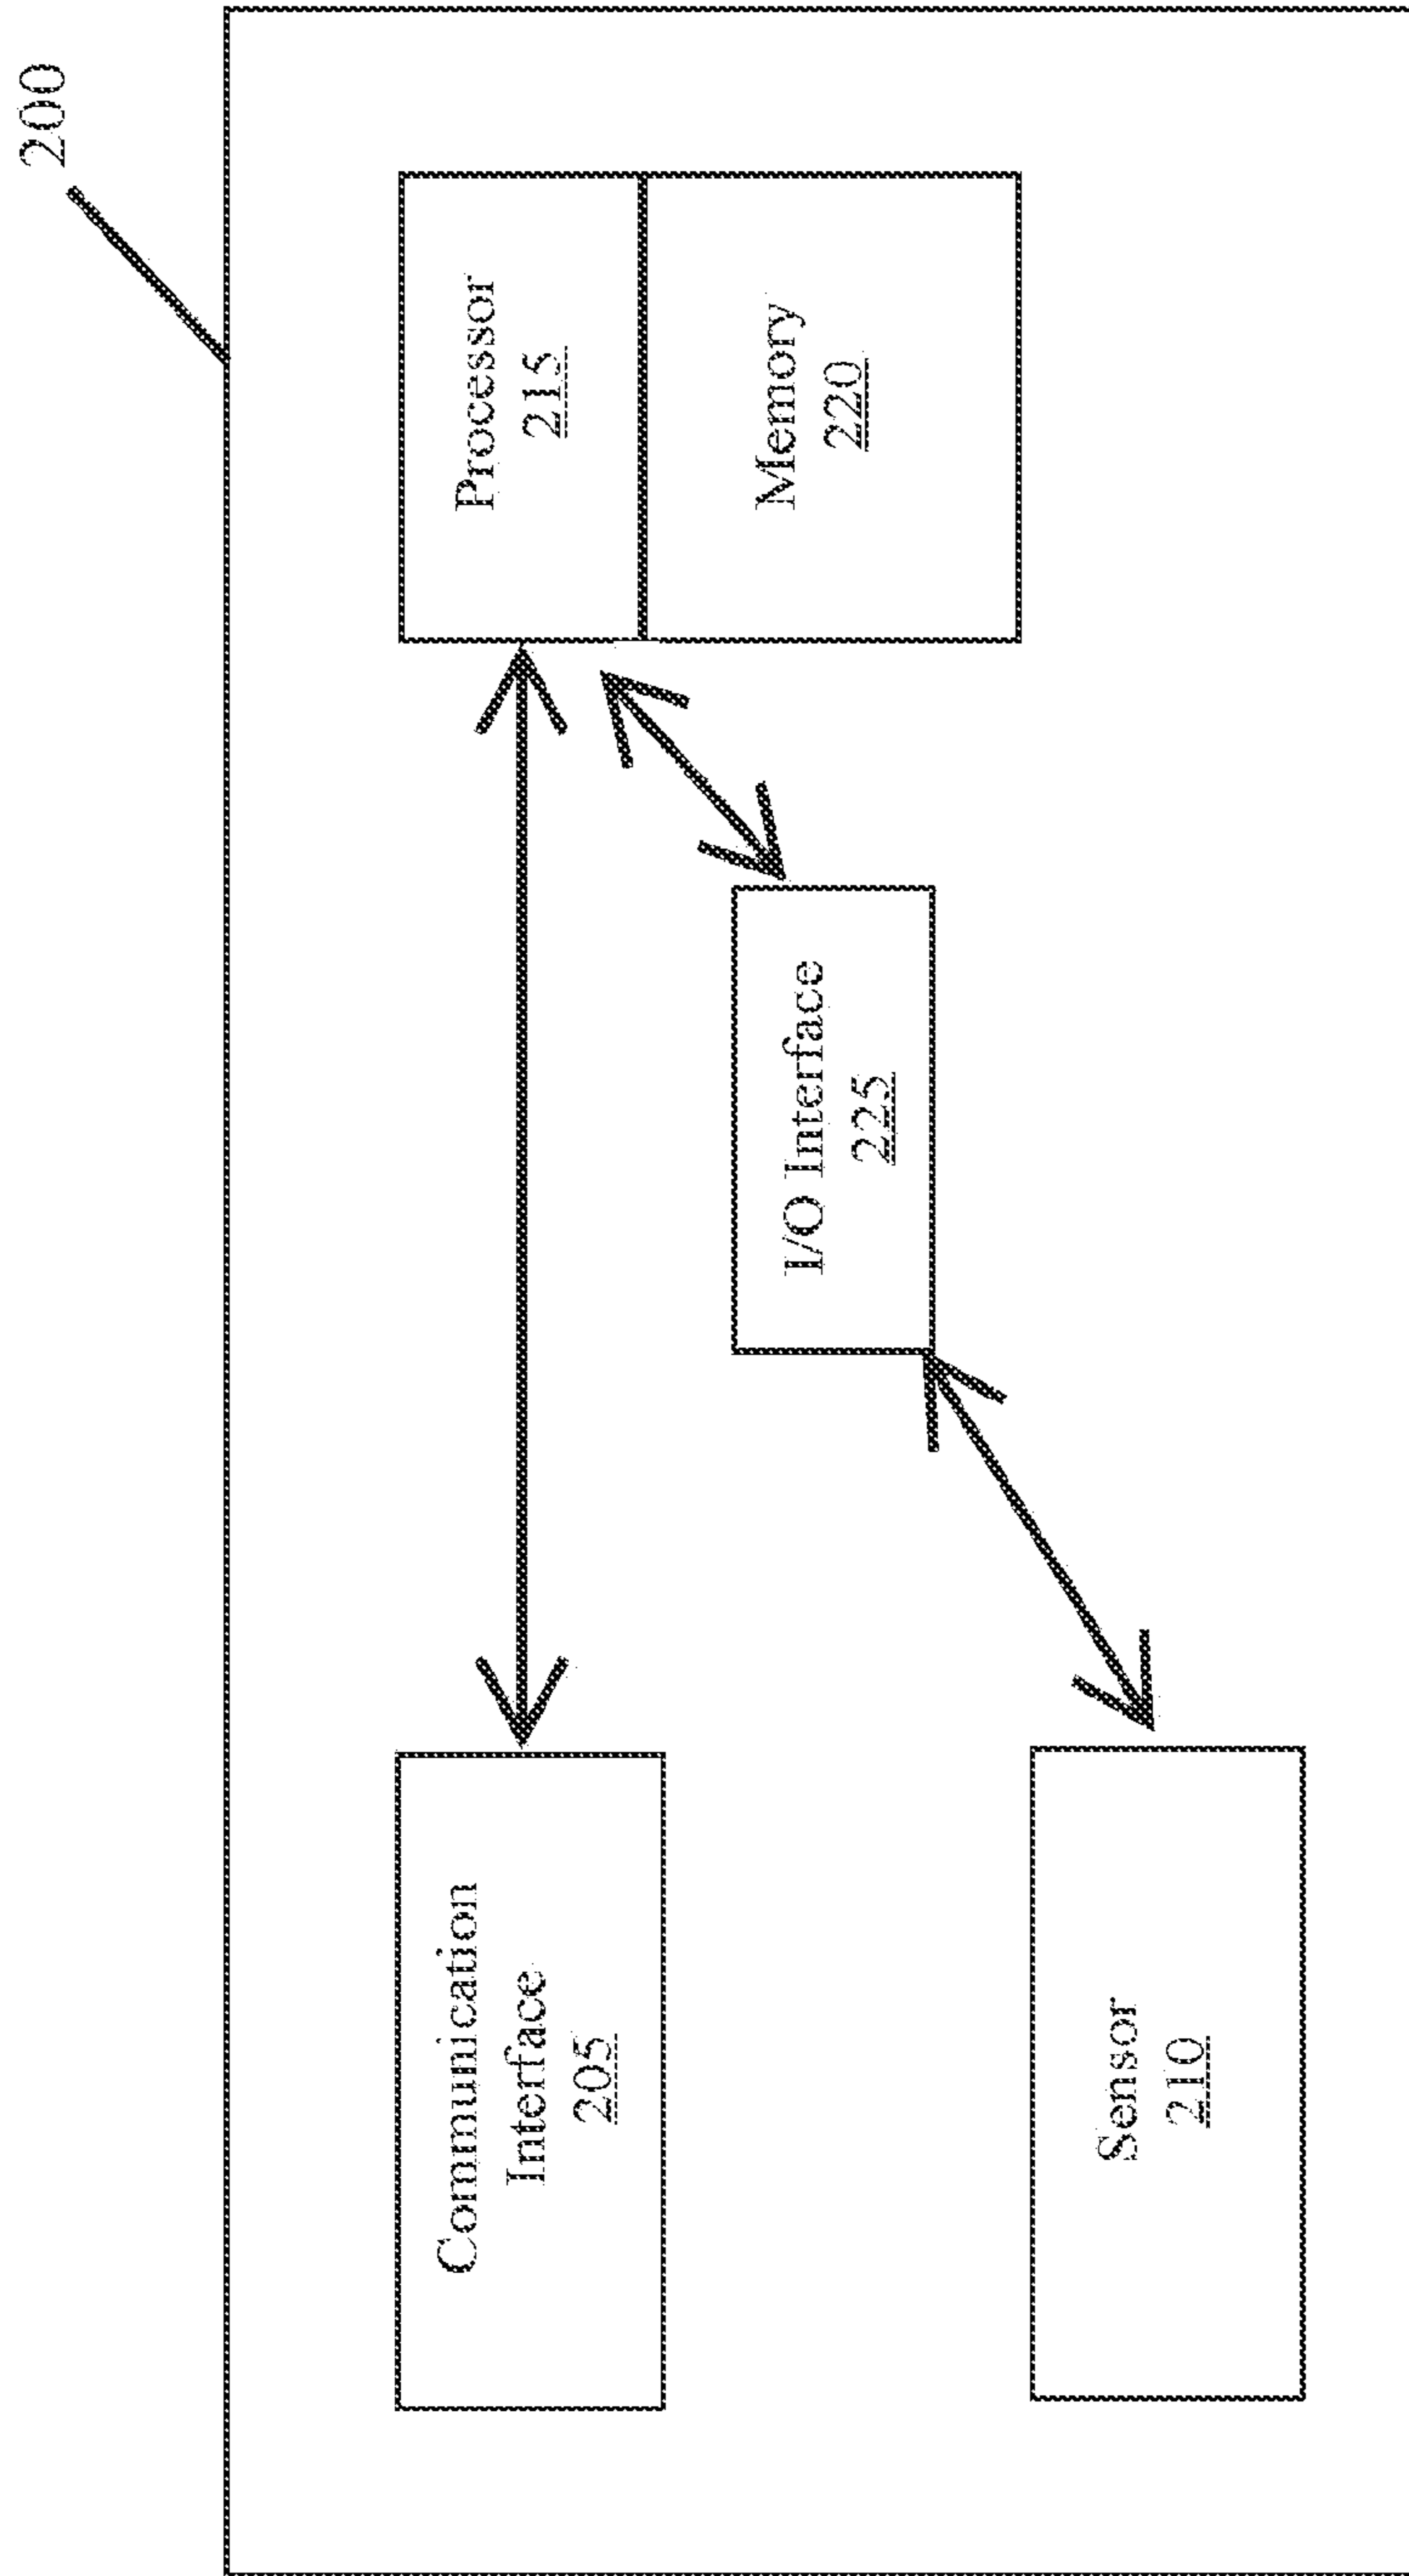 200
Communication
Interface
205
Processor
215
Memory
220
I/O Interface
225
Sensor
210